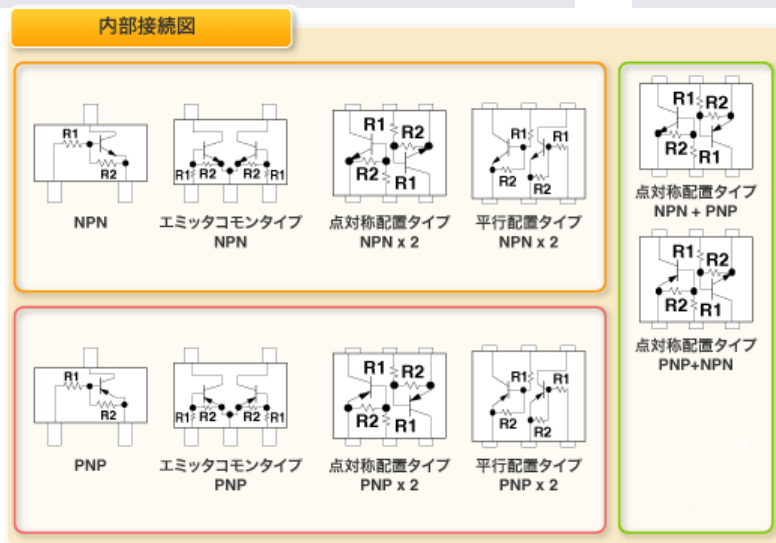 内部接続図
R1
R2
NPN
R1 R2 R2 R1
エミッタコモンタイプ
NPN
R1 R2
R2 R1
点対称配置タイプ
NPN x 2
R1 R1
R2
R2
平行配置タイプ
NPN x 2
R1
R2
PNP
R1 R2 R2 R1
エミッタコモンタイプ
PNP
R1 R2
R2 R1
点対称配置タイプ
PNP x 2
R1 R1
R2
R2
平行配置タイプ
PNP x 2
R1 R2
R2 R1
点対称配置タイプ
NPN + PNP
R1 R2
R2 R1
点対称配置タイプ
PNP+NPN